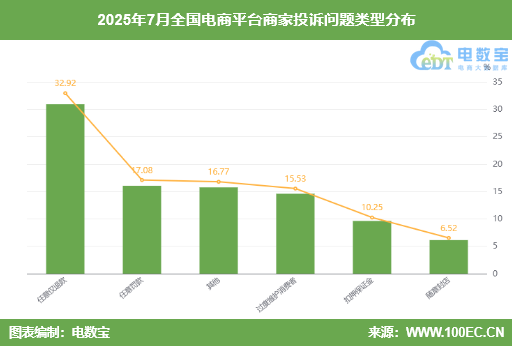 2025年7月全国电商平台商家投诉问题类型分布
电数宝
电商大数据库
%
35
30
25
20
15
10
5
0
32.92
17.08
16.77
15.53
10.25
6.52
任意仅退款
任意罚款
其他
过度维护消费者
扣押保证金
随意封店
图表编制：电数宝
来源：WWW.100EC.CN